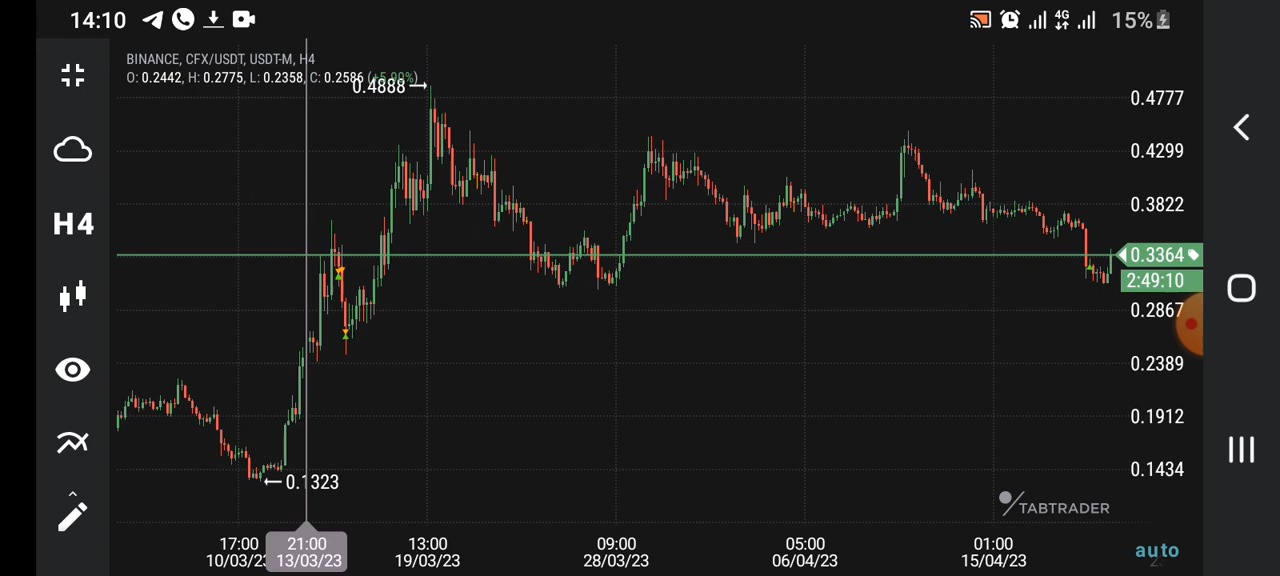 14:10
4G
15%
BINANCE, CFX/USDT, USDT-M, H4
O: 0.2442, H: 0.2775, L: 0.2358, C: 0.2586 (+5.90%)
0.4888
0.4777
0.4299
H4
0.3822
0.3364
2:49:10
0.2867
0.2389
0.1912
0.1434
0.1323
TABTRADER
17:00 21:00 13:00 09:00 05:00 01:00
10/03/23 13/03/23 19/03/23 28/03/23 06/04/23 15/04/23
auto